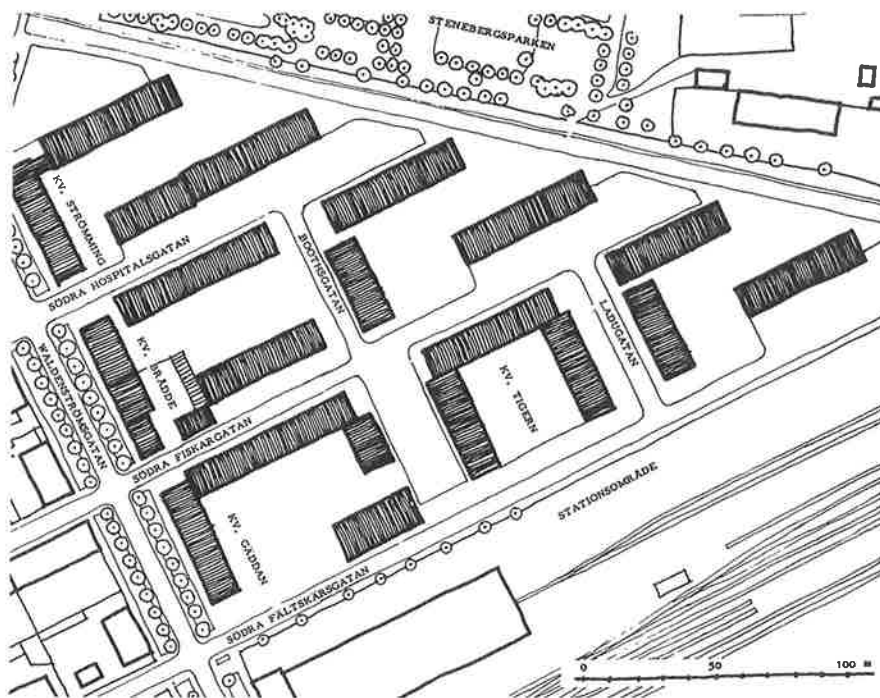 STENEBERGSPARKEN
KV. STRÖMMING
SÖDRA HOSPITALSGATAN
BOOTHSGATAN
LADUGATAN
KV. BRÄDDE
WALDENSTRÖMSGATAN
KV. TIGERN
SÖDRA FISKARGATAN
STATIONSOMRÅDE
KV. GÄDDAN
SÖDRA FÄLTSKÄRSGATAN
0 50 100 m